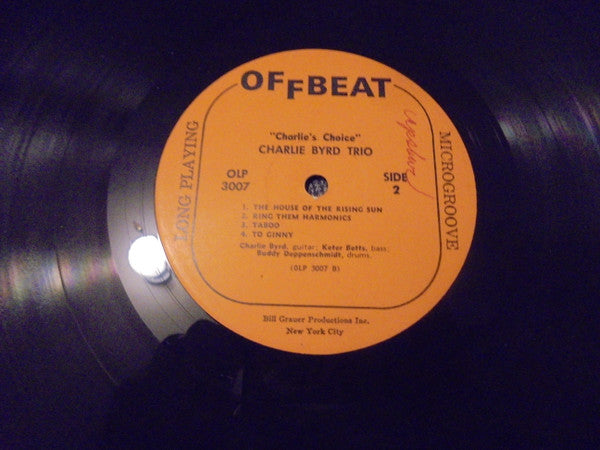 OFFBEAT
"Charlie's Choice"
CHARLIE BYRD TRIO
LONG PLAYING
MICROGROOVE
OLP
3007
SIDE
2
1. THE HOUSE OF THE RISING SUN
2. RING THEM HARMONICS
3. TABOO
4. TO GINNY
Charlie Byrd, guitar; Keter Betts, bass;
Buddy Deppenschmidt, drums.
(OLP 3007 B)
Bill Grauer Productions Inc.
New York City